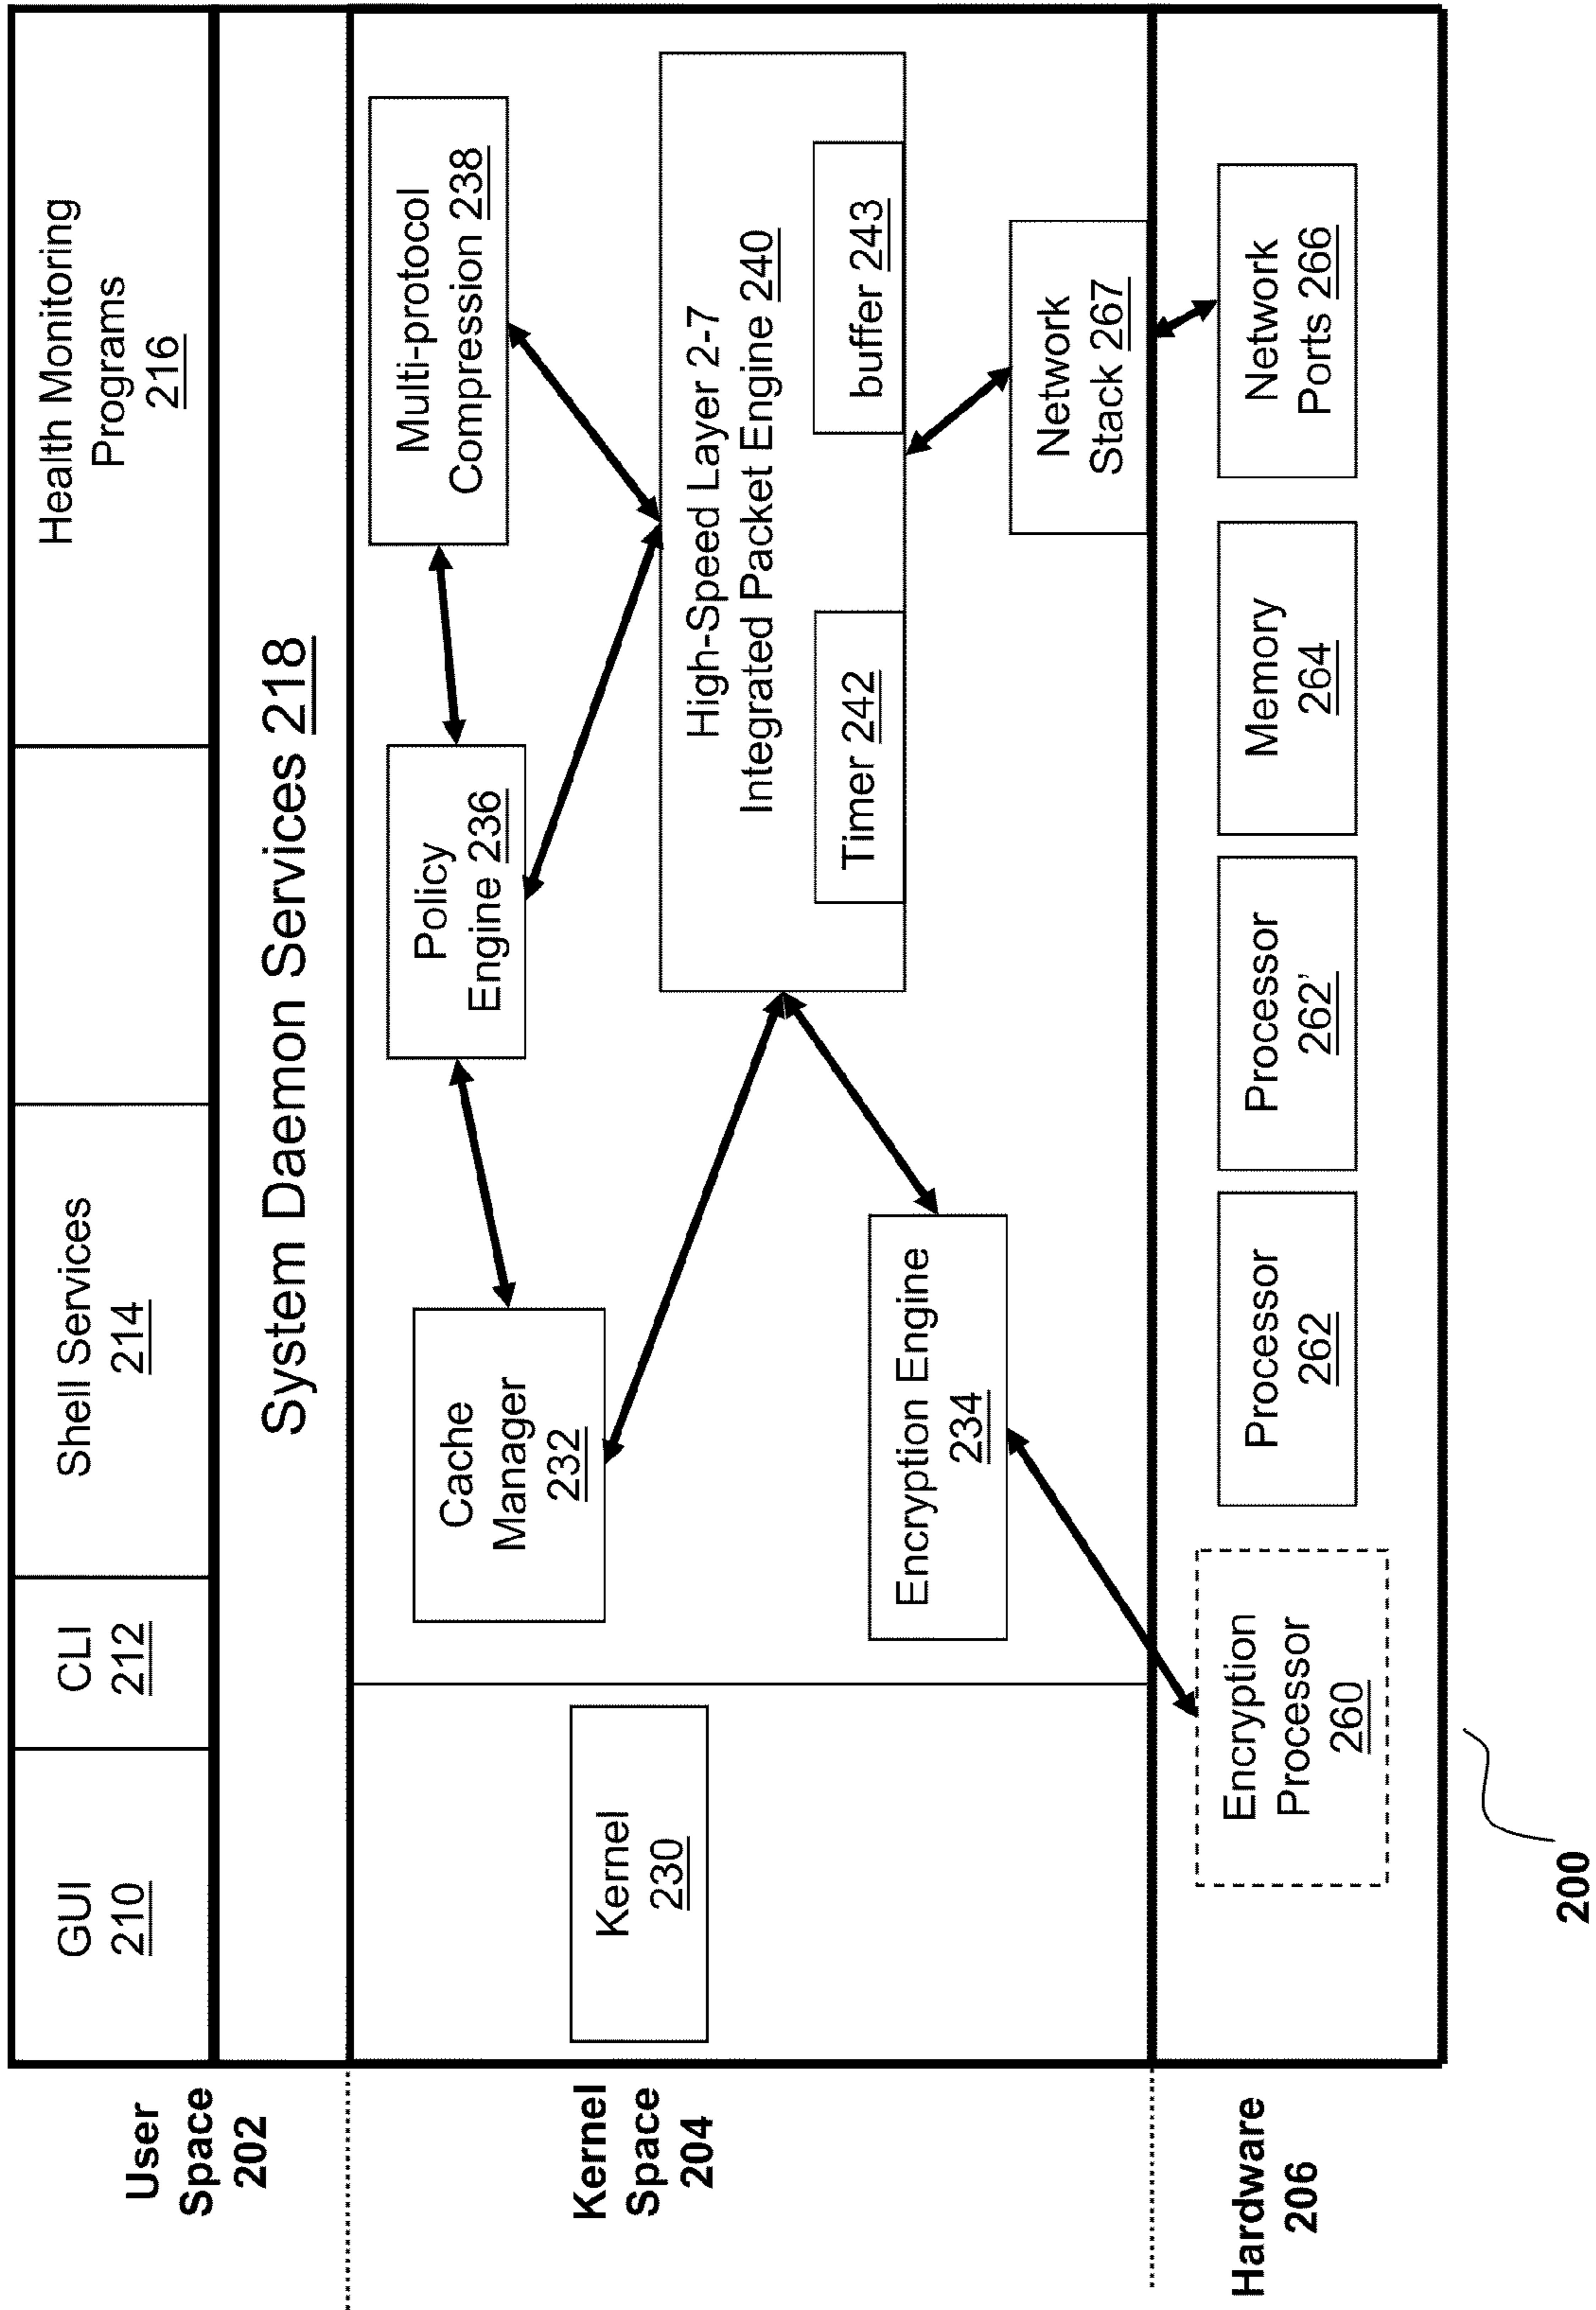 User
Space
202
GUI
210
CLI
212
Shell Services
214
Health Monitoring
Programs
216
System Daemon Services 218
Kernel
Space
204
Kernel
230
Cache
Manager
232
Policy
Engine 236
Multi-protocol
Compression 238
High-Speed Layer 2-7
Integrated Packet Engine 240
Timer 242
buffer 243
Encryption Engine
234
Network
Stack 267
Hardware
206
Encryption
Processor
260
Processor
262
Processor
262'
Memory
264
Network
Ports 266
200